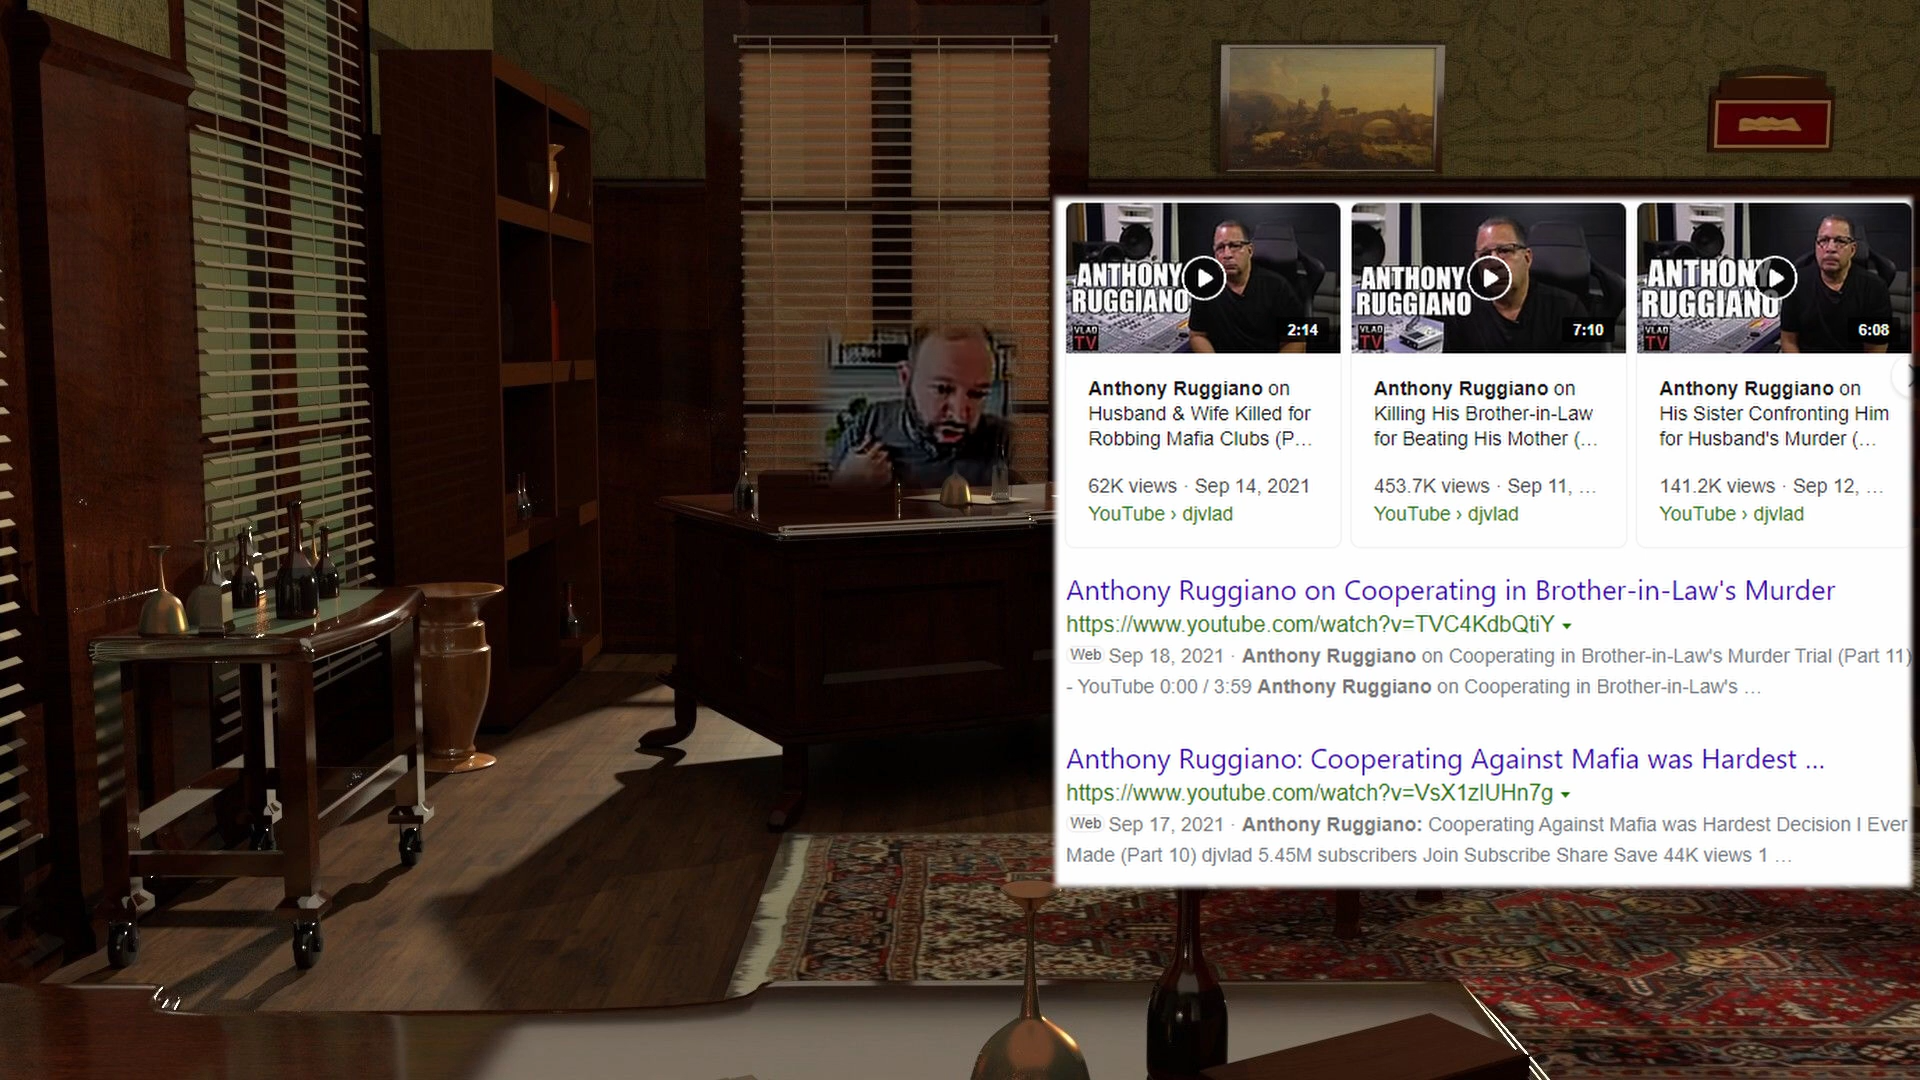 ANTHONY
RUGGIANO
VLAD
TV
2:14
Anthony Ruggiano on
Husband & Wife Killed for
Robbing Mafia Clubs (P...
62K views · Sep 14, 2021
YouTube › djvlad
ANTHONY
RUGGIANO
VLAD
TV
7:10
Anthony Ruggiano on
Killing His Brother-in-Law
for Beating His Mother (...
453.7K views · Sep 11, ...
YouTube › djvlad
ANTHONY
RUGGIANO
VLAD
TV
6:08
Anthony Ruggiano on
His Sister Confronting Him
for Husband's Murder (...
141.2K views · Sep 12, ...
YouTube › djvlad
Anthony Ruggiano on Cooperating in Brother-in-Law's Murder
https://www.youtube.com/watch?v=TVC4KdbQtiY
Web Sep 18, 2021 · Anthony Ruggiano on Cooperating in Brother-in-Law's Murder Trial (Part 11)
- YouTube 0:00 / 3:59 Anthony Ruggiano on Cooperating in Brother-in-Law's ...
Anthony Ruggiano: Cooperating Against Mafia was Hardest ...
https://www.youtube.com/watch?v=VsX1zlUHn7g
Web Sep 17, 2021 · Anthony Ruggiano: Cooperating Against Mafia was Hardest Decision I Ever
Made (Part 10) djvlad 5.45M subscribers Join Subscribe Share Save 44K views 1 ...